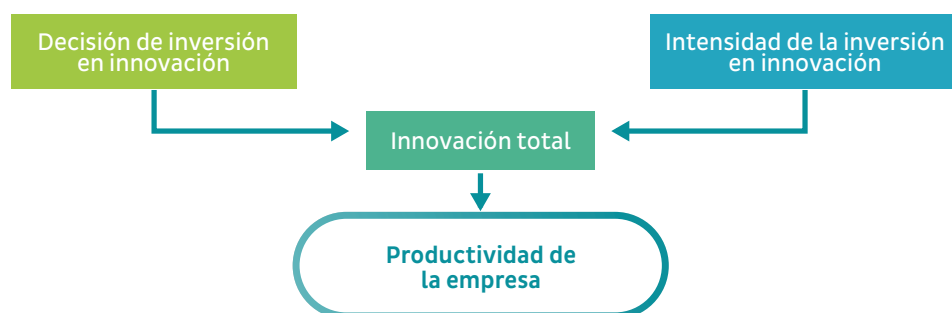 Decisión de inversión
en innovación
Intensidad de la inversión
en innovación
Innovación total
Productividad de
la empresa